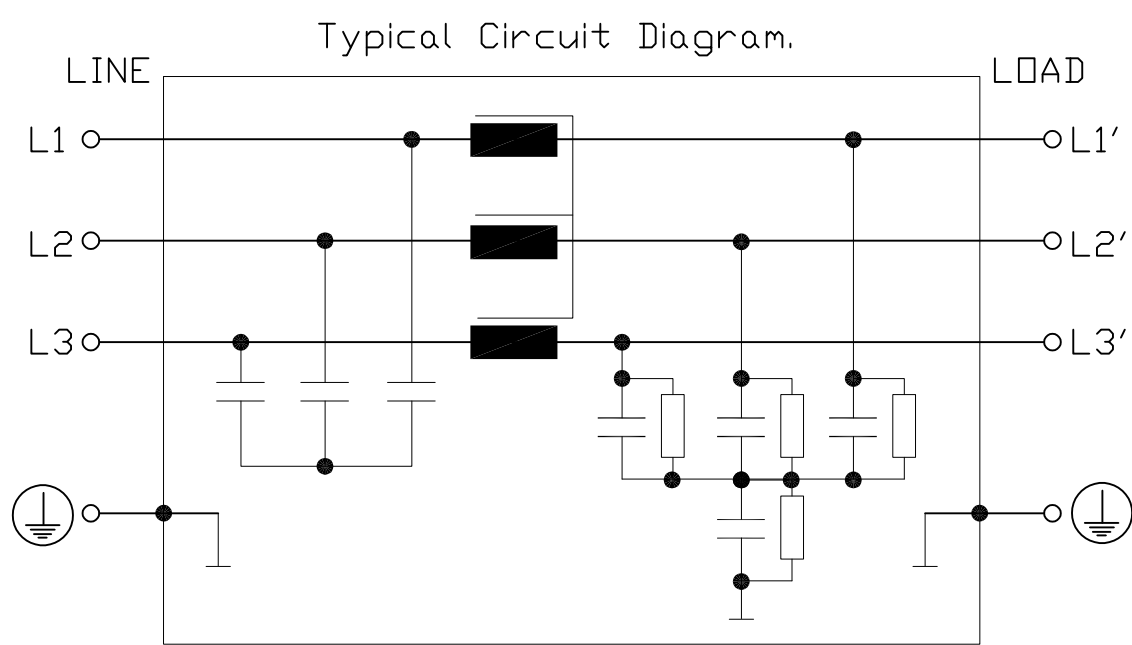 Typical Circuit Diagram.
LINE
LOAD
L1
L1′
L2
L2′
L3
L3′